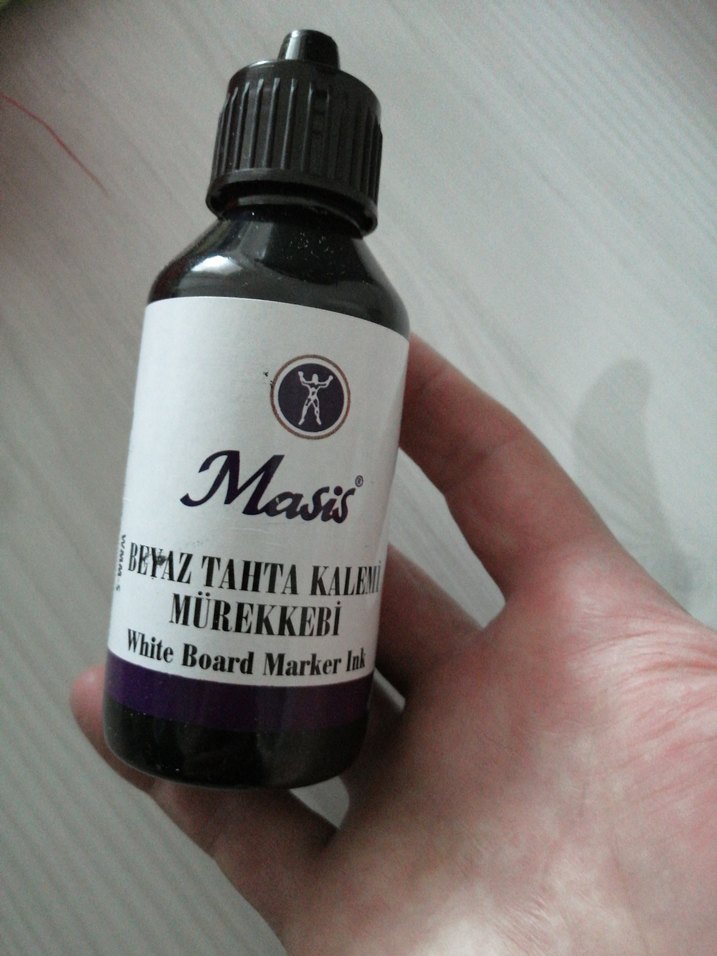 Masis®
BEYAZ TAHTA KALEMİ
MÜREKKEBİ
White Board Marker Ink